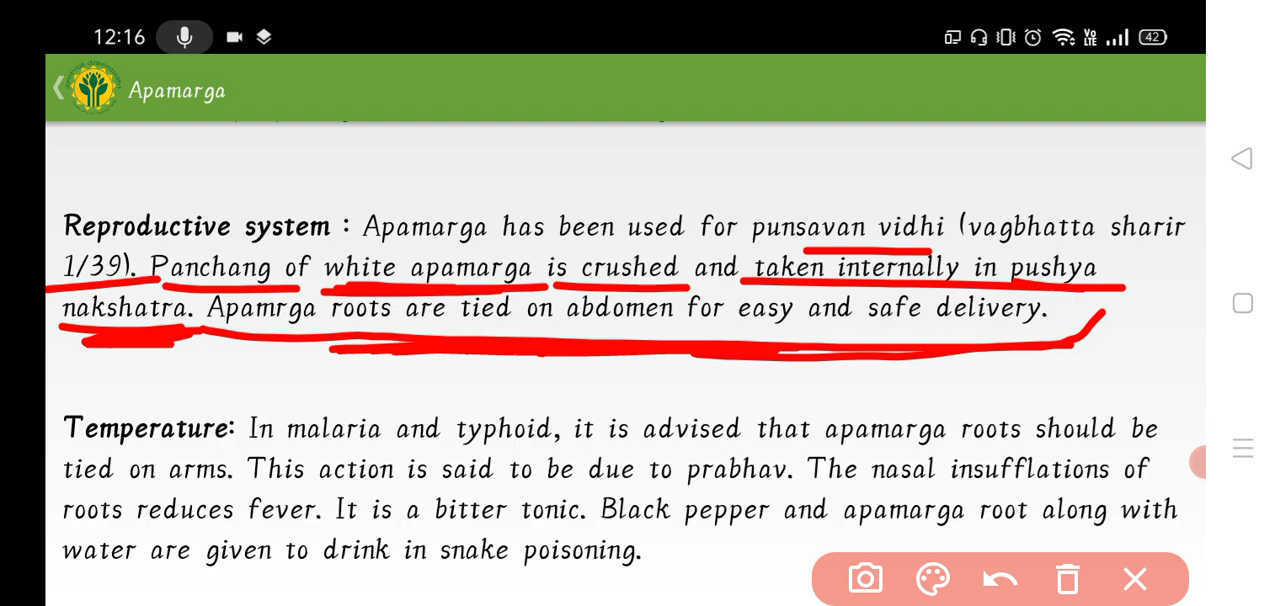 12:16
Vo
LTE
42
Apamarga
Reproductive system : Apamarga has been used for punsavan vidhi (vagbhatta sharir
1/39). Panchang of white apamarga is crushed and taken internally in pushya
nakshatra. Apamrga roots are tied on abdomen for easy and safe delivery.
Temperature: In malaria and typhoid, it is advised that apamarga roots should be
tied on arms. This action is said to be due to prabhav. The nasal insufflations of
roots reduces fever. It is a bitter tonic. Black pepper and apamarga root along with
water are given to drink in snake poisoning.